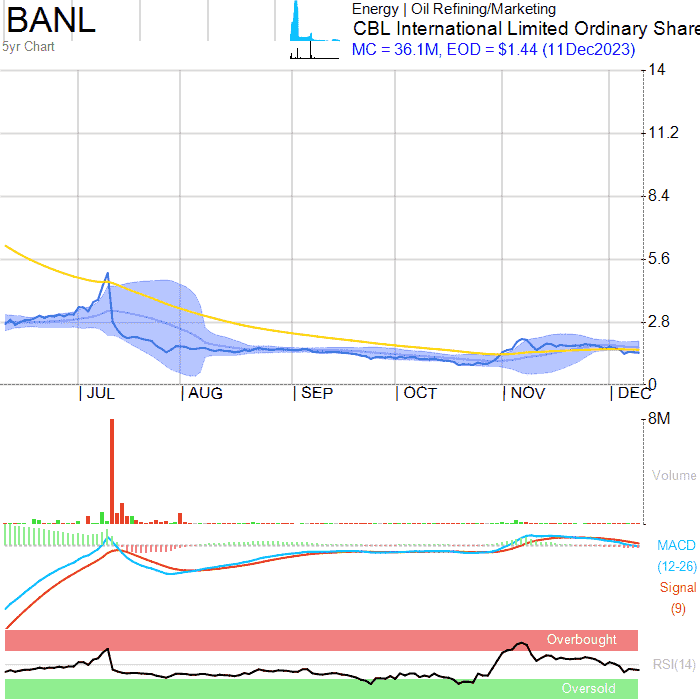 BANL
5yr Chart
Energy | Oil Refining/Marketing
CBL International Limited Ordinary Share
MC = 36.1M, EOD = $1.44 (11Dec2023)
14
11.2
8.4
5.6
2.8
0
JUL
AUG
SEP
OCT
NOV
DEC
8M
Volume
MACD
(12-26)
Signal
(9)
Overbought
RSI(14)
Oversold